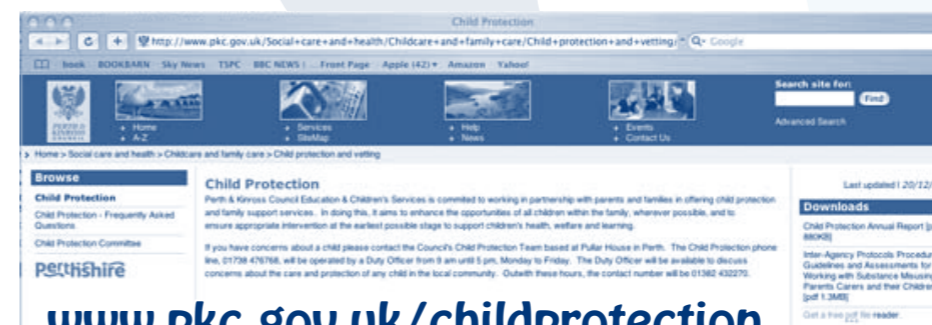 Child Protection
http://www.pkc.gov.uk/Social+care+and+health/Childcare+and+family+care/Child+protection+and+vetting/ Google
book BOOKBARN Sky News TSPC BBC NEWS | ...Front Page Apple (42) Amazon Yahoo!
Search site for:
Find
Advanced Search
PERTH &
KINROSS
COUNCIL
+ Home
+ A-Z
+ Services
+ SiteMap
+ Help
+ News
+ Events
+ Contact Us
> Home > Social care and health > Childcare and family care > Child protection and vetting
Browse
Child Protection
Child Protection - Frequently Asked
Questions
Child Protection Committee
Perthshire
Child Protection
Perth & Kinross Council Education & Children's Services is commited to working in partnership with parents and families in offering child protection
and family support services. In doing this, it aims to enhance the opportunities of all children within the family, wherever possible, and to
ensure appropriate intervention at the earliest possible stage to support children's health, welfare and learning.
If you have concerns about a child please contact the Council's Child Protection Team based at Pullar House in Perth. The Child Protection phone
line, 01738 476768, will be operated by a Duty Officer from 9 am until 5 pm, Monday to Friday. The Duty Officer will be available to discuss
concerns about the care and protection of any child in the local community. Outwith these hours, the contact number will be 01382 432270.
Last updated | 20/12/
Downloads
Child Protection Annual Report [p
880KB]
Inter-Agency Protocols Procedur
Guidelines and Assessments for
Working with Substance Misusing
Parents Carers and their Children
[pdf 1.3MB]
Get a free pdf file reader.
www.pkc.gov.uk/childprotection